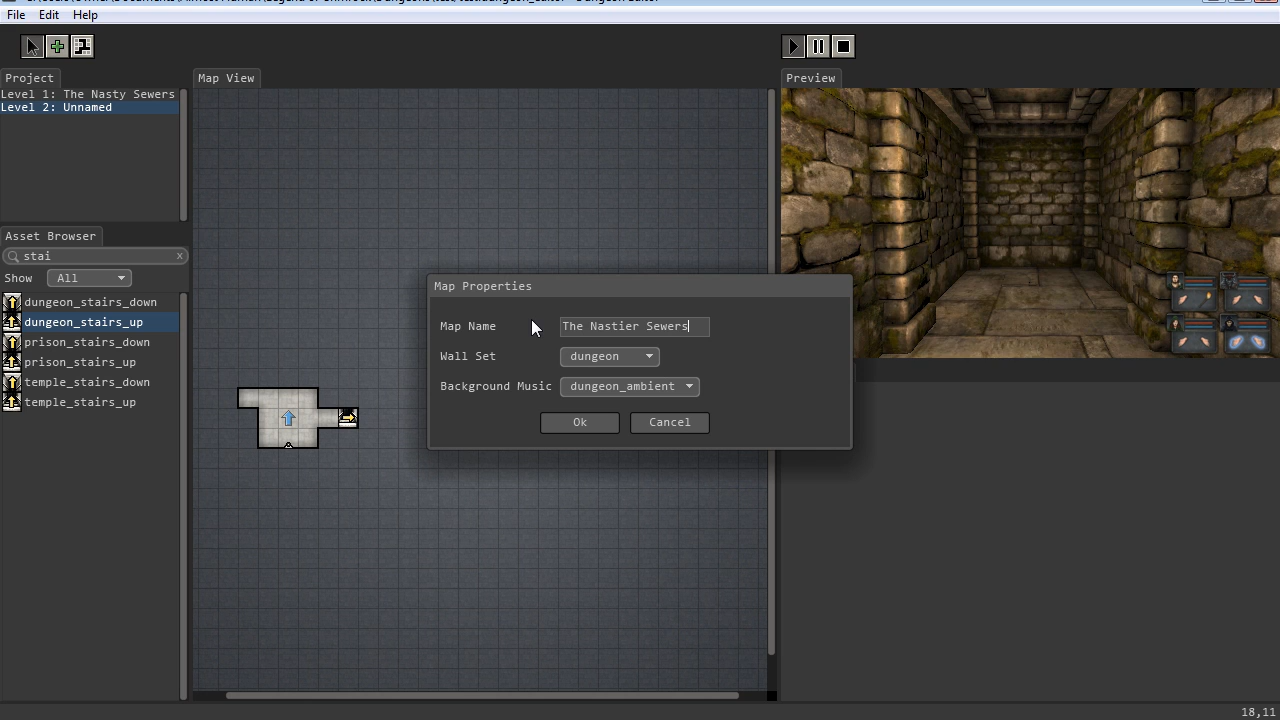 File Edit Help
Project
Map View
Preview
Level 1: The Nasty Sewers
Level 2: Unnamed
Asset Browser
stai
Show All
dungeon_stairs_down
dungeon_stairs_up
prison_stairs_down
prison_stairs_up
temple_stairs_down
temple_stairs_up
Map Properties
Map Name The Nastier Sewers
Wall Set dungeon
Background Music dungeon_ambient
Ok Cancel
18,11